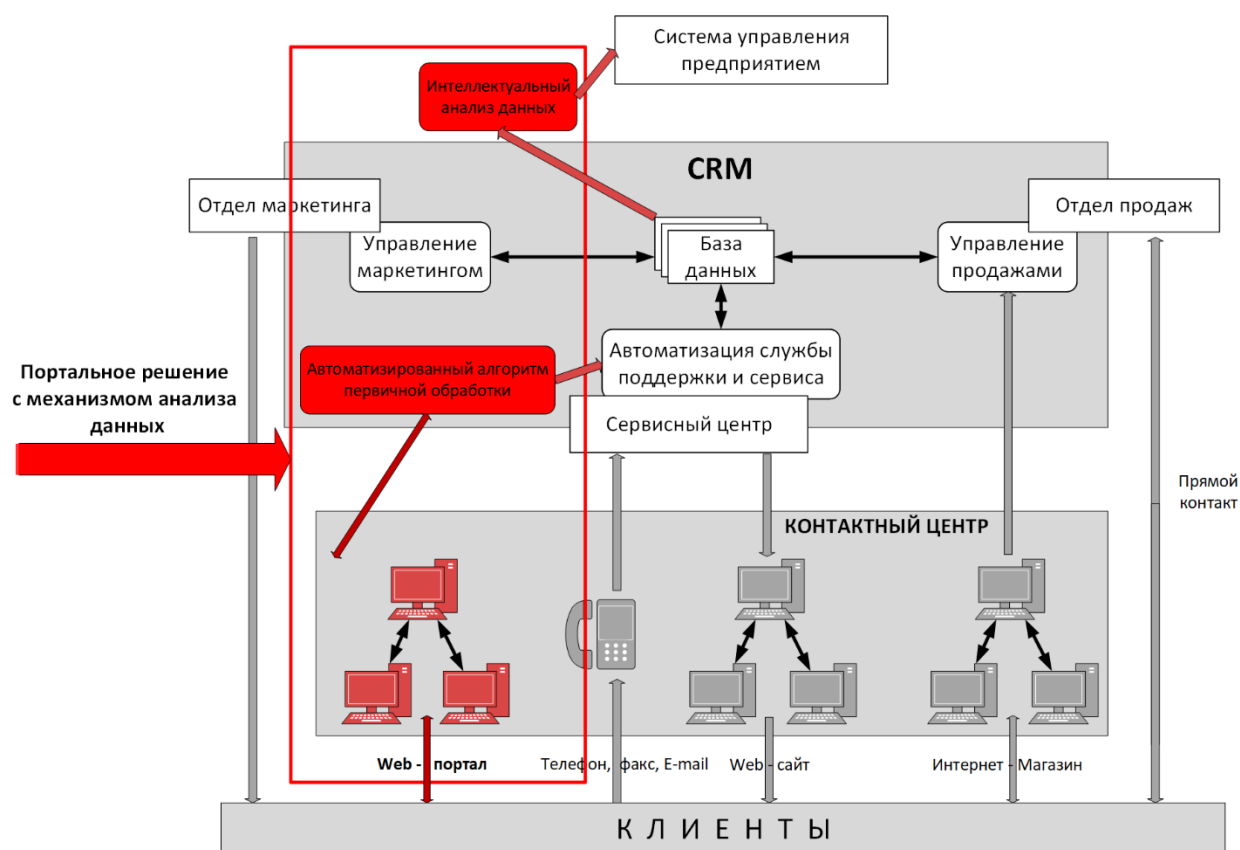 Система управления
предприятием
Интеллектуальный
анализ данных
CRM
Отдел маркетинга
Отдел продаж
Управление
маркетингом
База
данных
Управление
продажами
Автоматизация службы
поддержки и сервиса
Автоматизированный алгоритм
первичной обработки
Сервисный центр
Портальное решение
с механизмом анализа
данных
Прямой
контакт
КОНТАКТНЫЙ ЦЕНТР
Web - портал
Телефон, факс, E-mail
Web - сайт
Интернет - Магазин
КЛИЕНТЫ